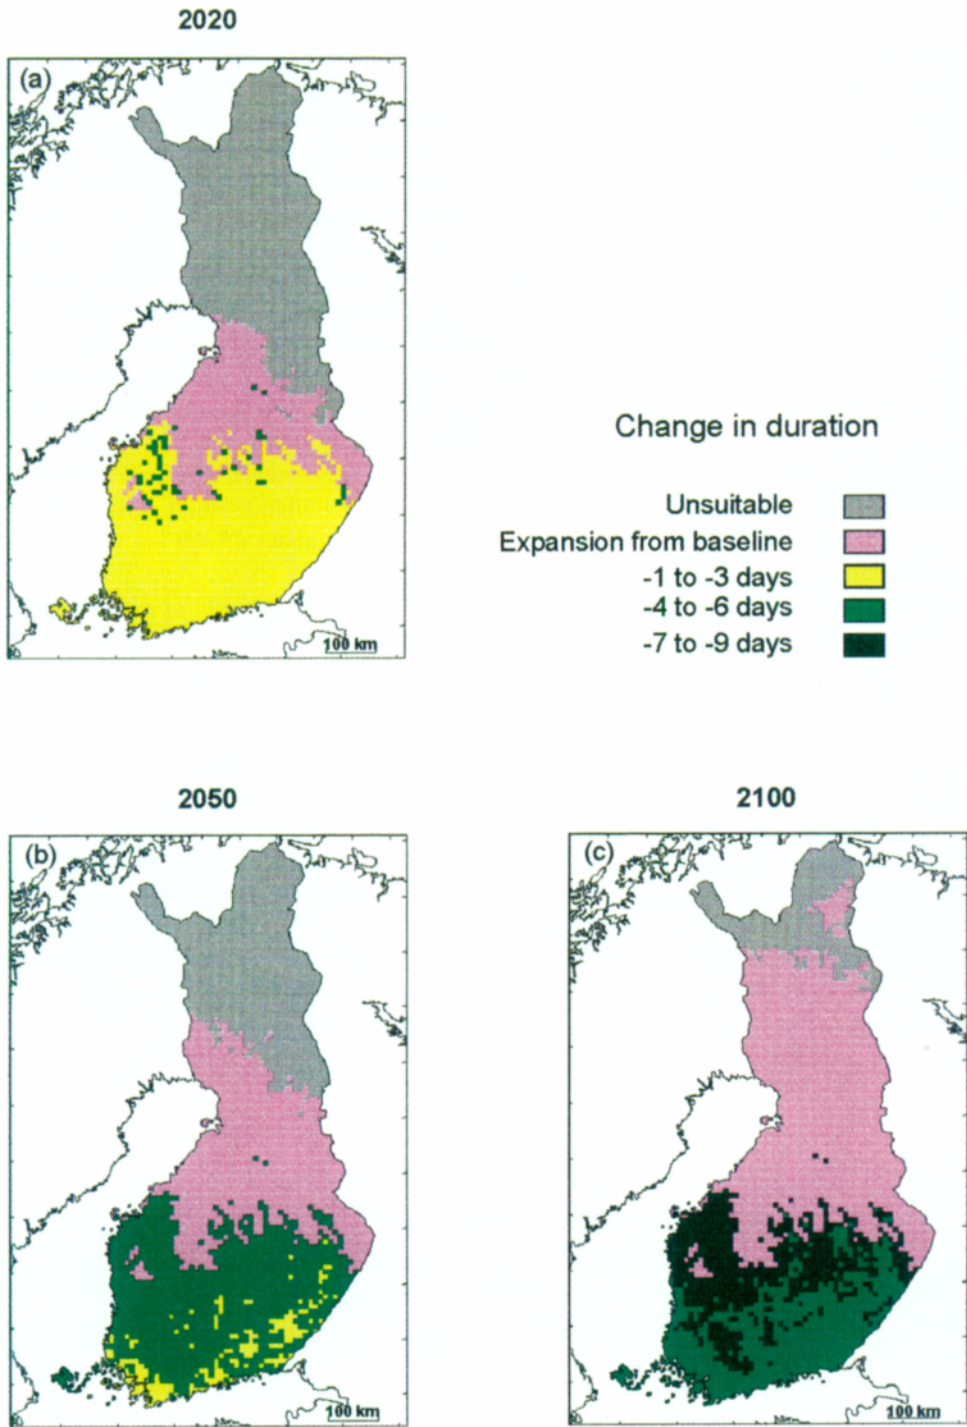 2020
(a)
100 km
Change in duration
Unsuitable
Expansion from baseline
-1 to -3 days
-4 to -6 days
-7 to -9 days
2050
(b)
100 km
2100
(c)
100 km